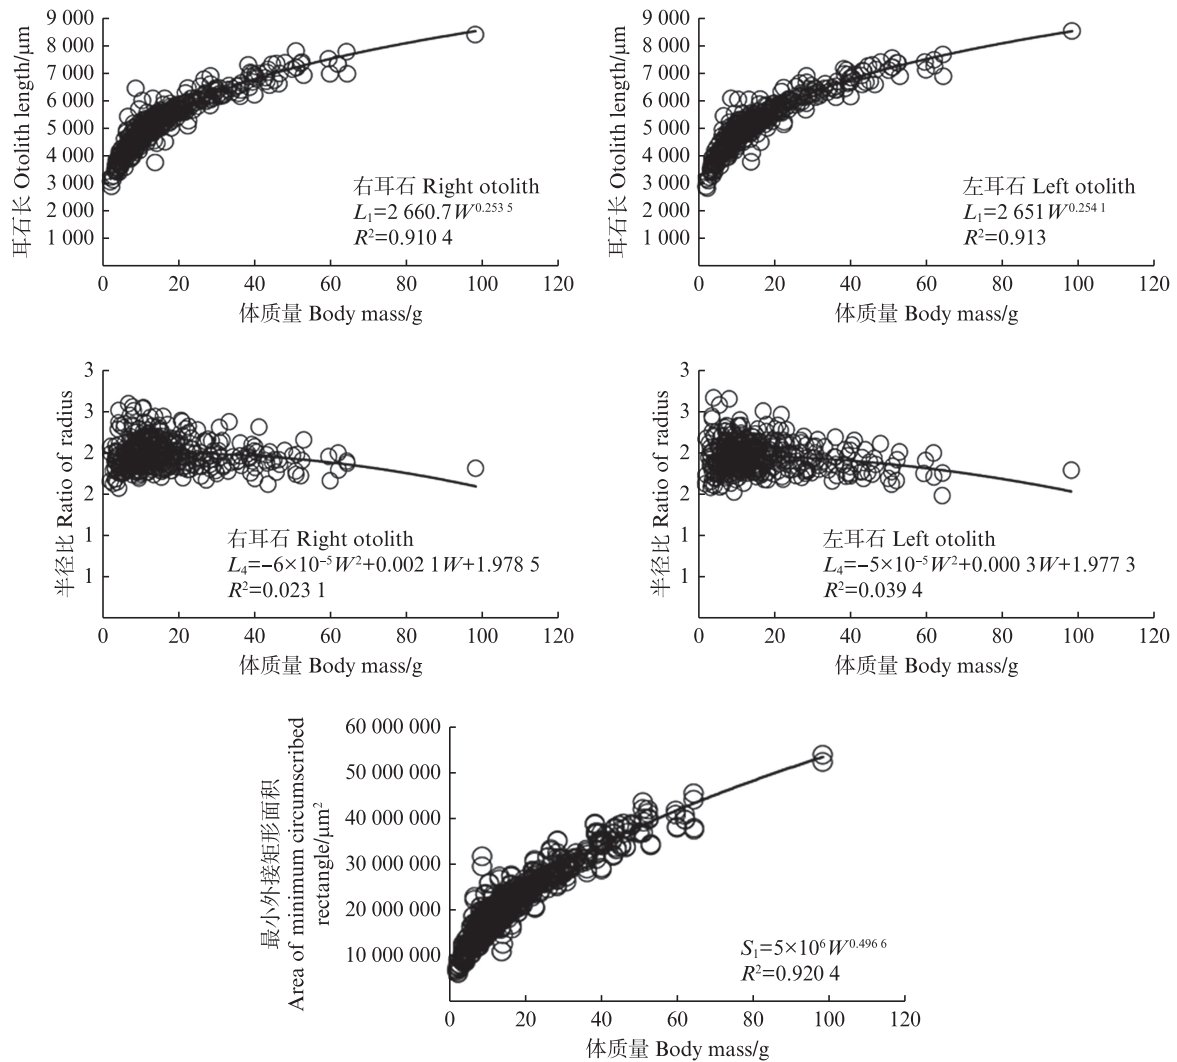 9 000
8 000
7 000
6 000
5 000
4 000
3 000
2 000
1 000
耳石长 Otolith length/μm
右耳石 Right otolith
L₁=2 660.7W^0.253 5
R²=0.910 4
0 20 40 60 80 100 120
体质量 Body mass/g
9 000
8 000
7 000
6 000
5 000
4 000
3 000
2 000
1 000
耳石长 Otolith length/μm
左耳石 Left otolith
L₁=2 651W^0.254 1
R²=0.913
0 20 40 60 80 100 120
体质量 Body mass/g
3
3
2
2
1
1
半径比 Ratio of radius
右耳石 Right otolith
L₄=–6×10⁻⁵W²+0.002 1W+1.978 5
R²=0.023 1
0 20 40 60 80 100 120
体质量 Body mass/g
3
3
2
2
1
1
半径比 Ratio of radius
左耳石 Left otolith
L₄=–5×10⁻⁵W²+0.000 3W+1.977 3
R²=0.039 4
0 20 40 60 80 100 120
体质量 Body mass/g
60 000 000
50 000 000
40 000 000
30 000 000
20 000 000
10 000 000
最小外接矩形面积
Area of minimum circumscribed
rectangle/μm²
S₁=5×10⁶W^0.496 6
R²=0.920 4
0 20 40 60 80 100 120
体质量 Body mass/g